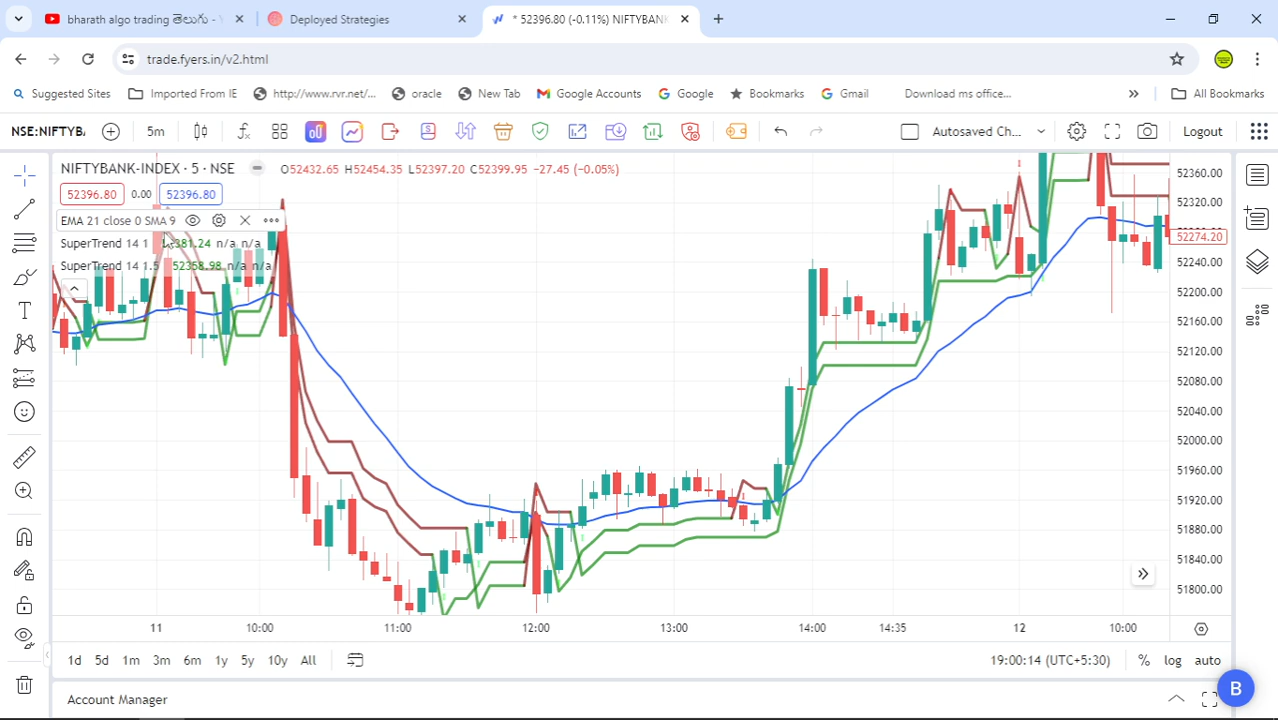 bharath algo trading తెలుగు -
Deployed Strategies
* 52396.80 (-0.11%) NIFTYBANK
trade.fyers.in/v2.html
Suggested Sites
Imported From IE
http://www.rvr.net/...
oracle
New Tab
Google Accounts
Google
Bookmarks
Gmail
Download ms office...
»
All Bookmarks
NSE:NIFTYB
5m
Autosaved Ch...
Logout
NIFTYBANK-INDEX · 5 · NSE
O52432.65 H52454.35 L52397.20 C52399.95 −27.45 (−0.05%)
52396.80 0.00 52396.80
EMA 21 close 0 SMA 9
SuperTrend 14 1 381.24 n/a n/a
SuperTrend 14 1.5 52358.98 n/a n/a
52360.00
52320.00
52274.20
52240.00
52200.00
52160.00
52120.00
52080.00
52040.00
52000.00
51960.00
51920.00
51880.00
51840.00
51800.00
11 10:00 11:00 12:00 13:00 14:00 14:35 12 10:00
1d 5d 1m 3m 6m 1y 5y 10y All
19:00:14 (UTC+5:30) % log auto
Account Manager
B